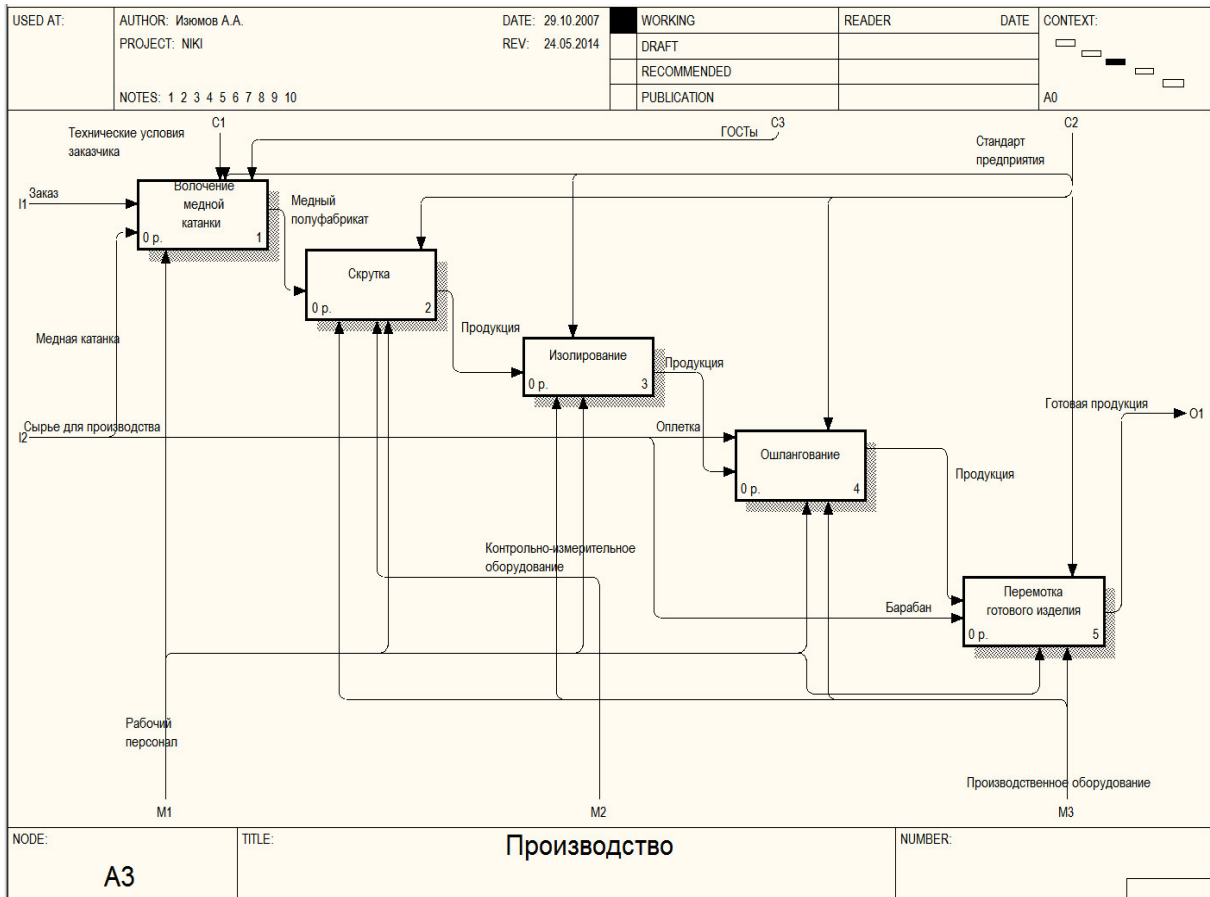 USED AT:
AUTHOR: Изюмов А.А.
DATE: 29.10.2007
WORKING
READER
DATE
CONTEXT:
PROJECT: NIKI
REV: 24.05.2014
DRAFT
RECOMMENDED
NOTES: 1 2 3 4 5 6 7 8 9 10
PUBLICATION
A0
C1
C3
C2
Технические условия
заказчика
ГОСТы
Стандарт
предприятия
I1
Заказ
Волочение
медной
катанки
0 р.
1
Медный
полуфабрикат
Скрутка
0 р.
2
Медная катанка
Продукция
Изолирование
0 р.
3
Продукция
Готовая продукция
O1
I2
Сырье для производства
Оплетка
Ошлангование
0 р.
4
Продукция
Контрольно-измерительное
оборудование
Барабан
Перемотка
готового изделия
0 р.
5
Рабочий
персонал
Производственное оборудование
M1
M2
M3
NODE:
TITLE:
Производство
NUMBER:
A3